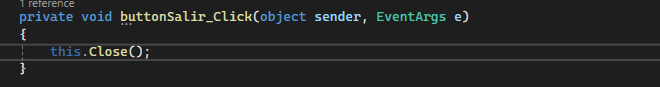 1 reference
private void buttonSalir_Click(object sender, EventArgs e)
{
this.Close();
}